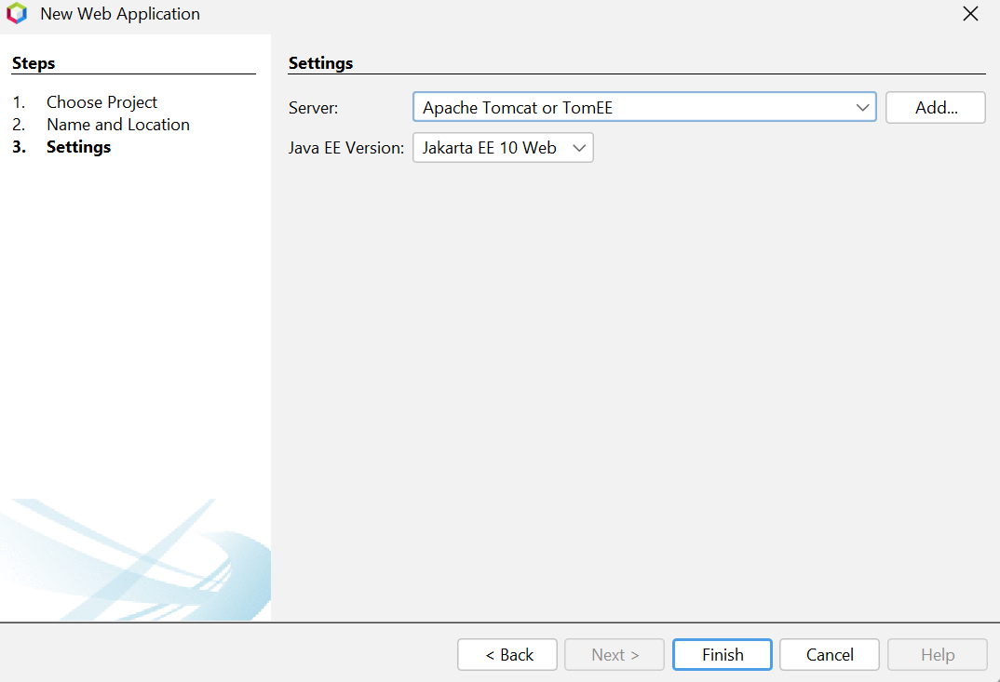 New Web Application
Steps
1. Choose Project
2. Name and Location
3. Settings
Settings
Server: Apache Tomcat or TomEE Add...
Java EE Version: Jakarta EE 10 Web
< Back Next > Finish Cancel Help